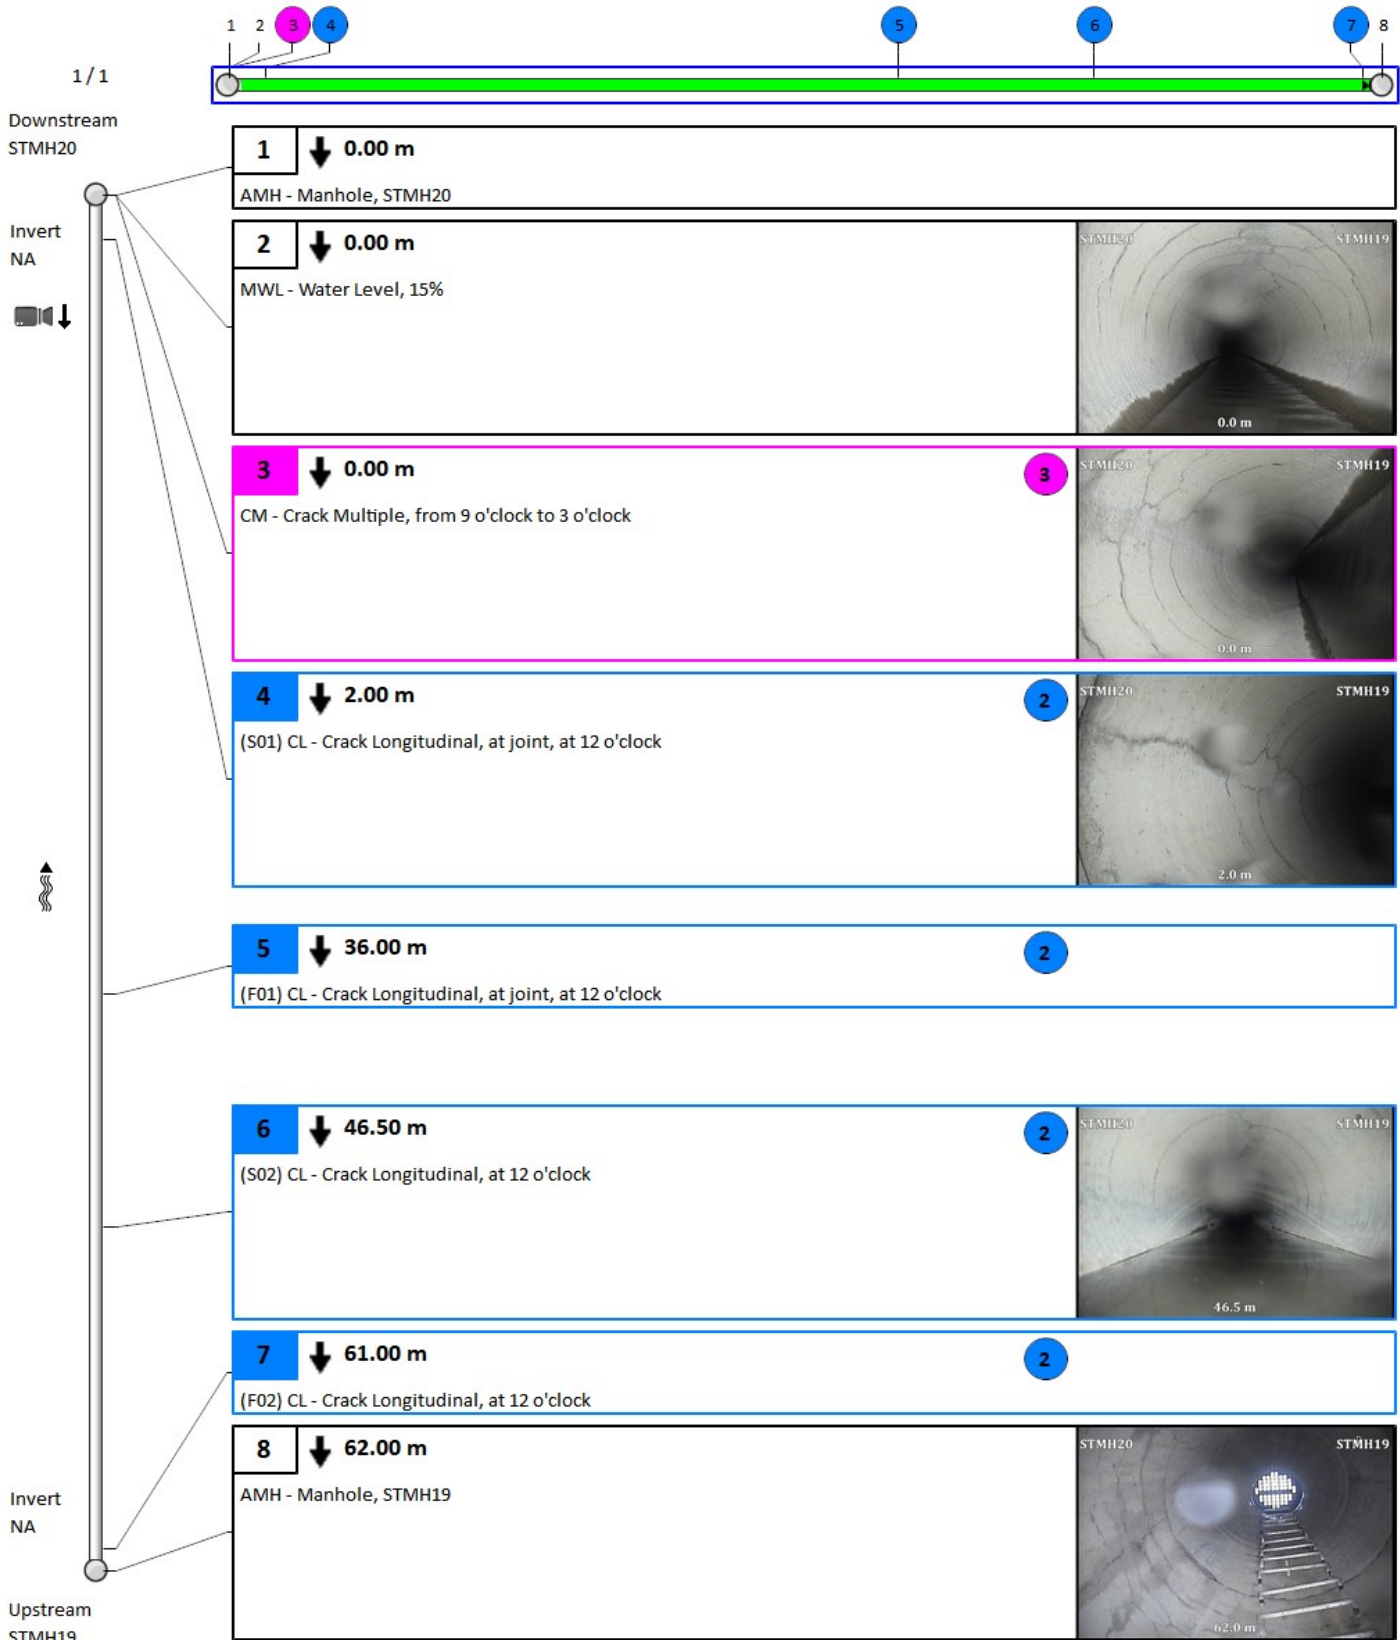 1 2 3 4 5 6 7 8
1 / 1
Downstream
STMH20
Invert
NA
1 0.00 m
AMH - Manhole, STMH20
2 0.00 m
MWL - Water Level, 15%
STMH20 STMH19
0.0 m
3 0.00 m 3
CM - Crack Multiple, from 9 o'clock to 3 o'clock
STMH20 STMH19
0.0 m
4 2.00 m 2
(S01) CL - Crack Longitudinal, at joint, at 12 o'clock
STMH20 STMH19
2.0 m
5 36.00 m 2
(F01) CL - Crack Longitudinal, at joint, at 12 o'clock
6 46.50 m 2
(S02) CL - Crack Longitudinal, at 12 o'clock
STMH20 STMH19
46.5 m
7 61.00 m 2
(F02) CL - Crack Longitudinal, at 12 o'clock
8 62.00 m
AMH - Manhole, STMH19
STMH20 STMH19
62.0 m
Invert
NA
Upstream
STMH19